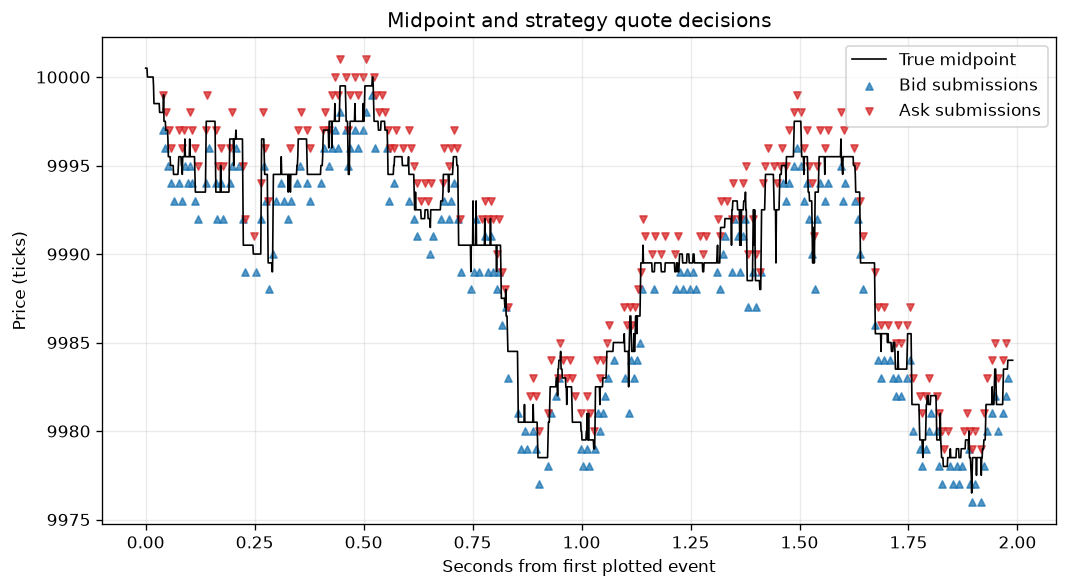 Midpoint and strategy quote decisions
True midpoint
Bid submissions
Ask submissions
Price (ticks)
10000
9995
9990
9985
9980
9975
0.00 0.25 0.50 0.75 1.00 1.25 1.50 1.75 2.00
Seconds from first plotted event